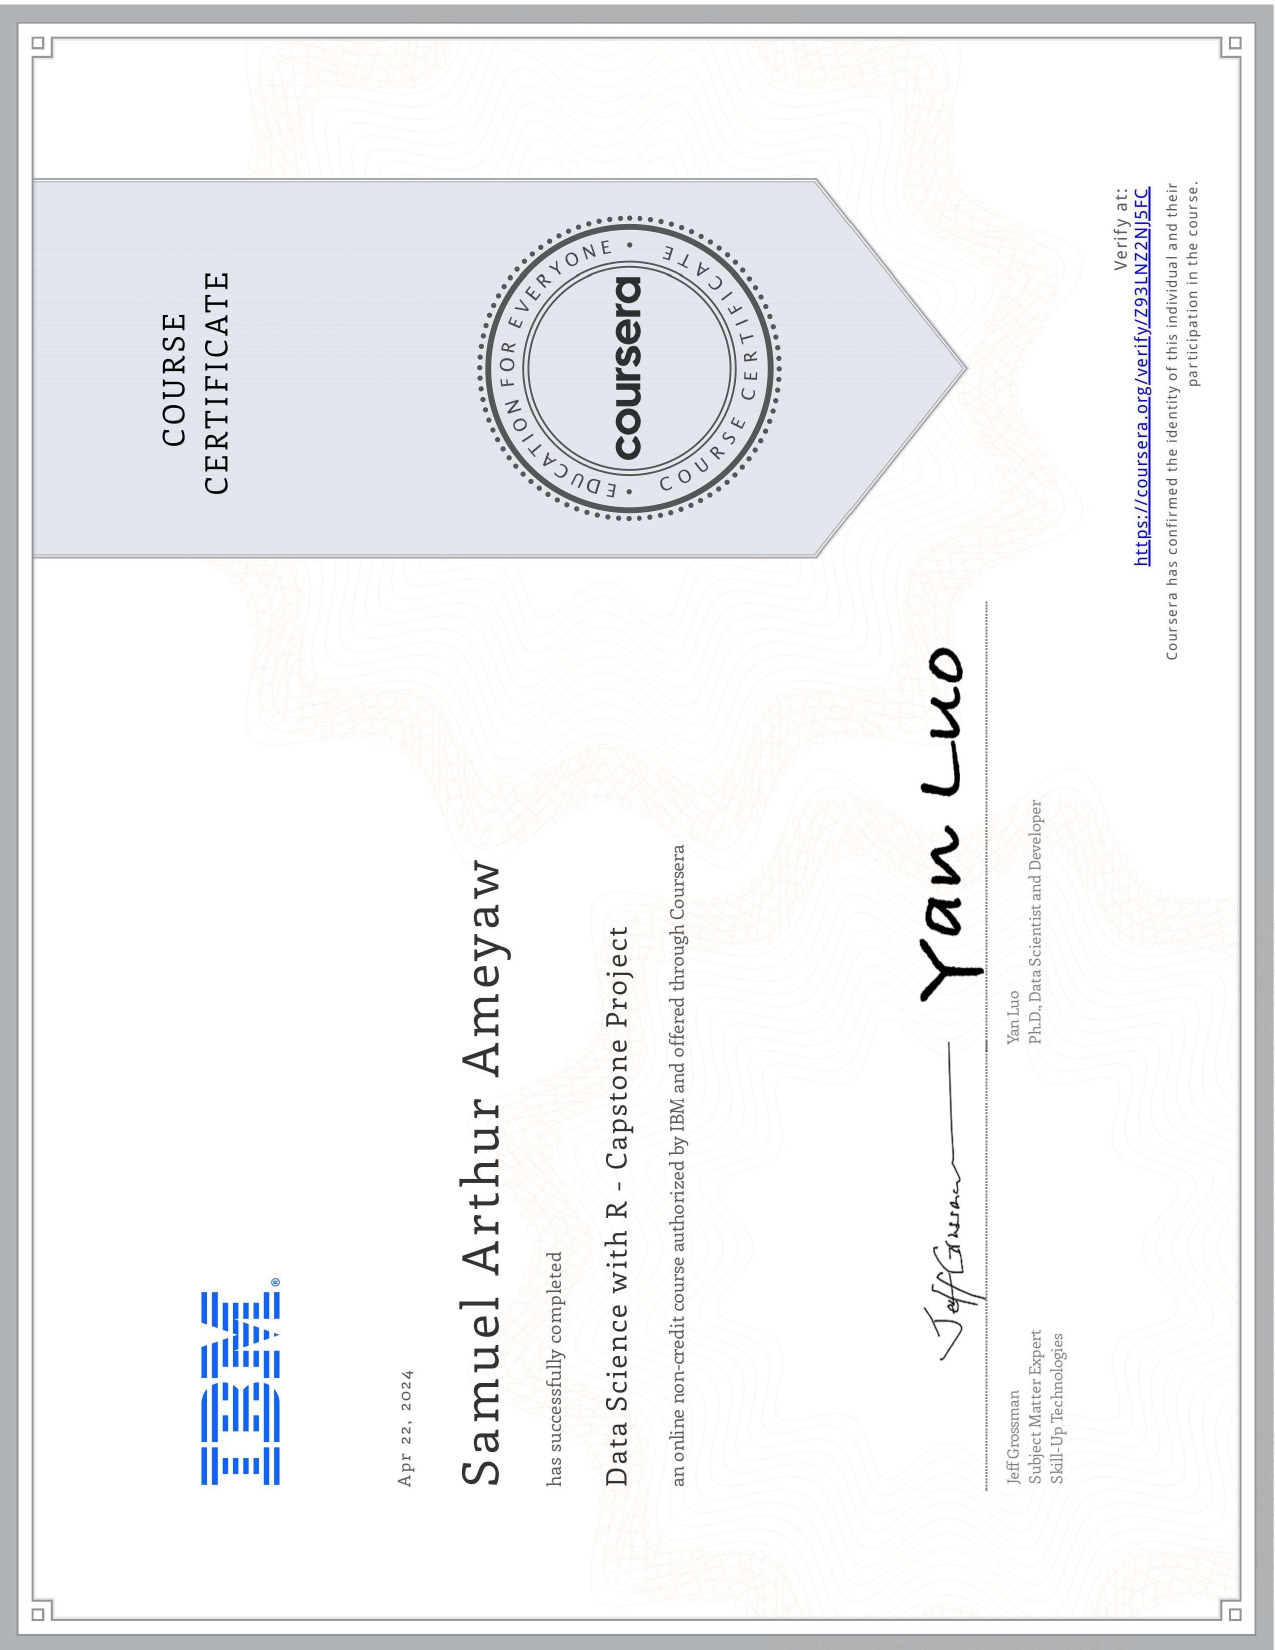 COURSE
CERTIFICATE
IBM®
Apr 22, 2024
Samuel Arthur Ameyaw
has successfully completed
Data Science with R - Capstone Project
an online non-credit course authorized by IBM and offered through Coursera
EDUCATION FOR EVERYONE
coursera
COURSE CERTIFICATE
Jeff Grossman
Yan Luo
Jeff Grossman
Subject Matter Expert
Skill-Up Technologies
Yan Luo
Ph.D., Data Scientist and Developer
Verify at:
https://coursera.org/verify/Z93LNZ2NJ5FC
Coursera has confirmed the identity of this individual and their
participation in the course.